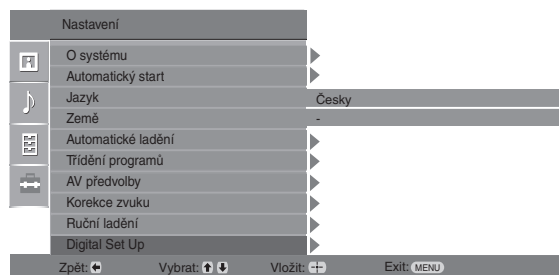 Nastavení
O systému
Automatický start
Jazyk Česky
Země -
Automatické ladění
Třídění programů
AV předvolby
Korekce zvuku
Ruční ladění
Digital Set Up
Zpět: Vybrat: Vložit: Exit: MENU